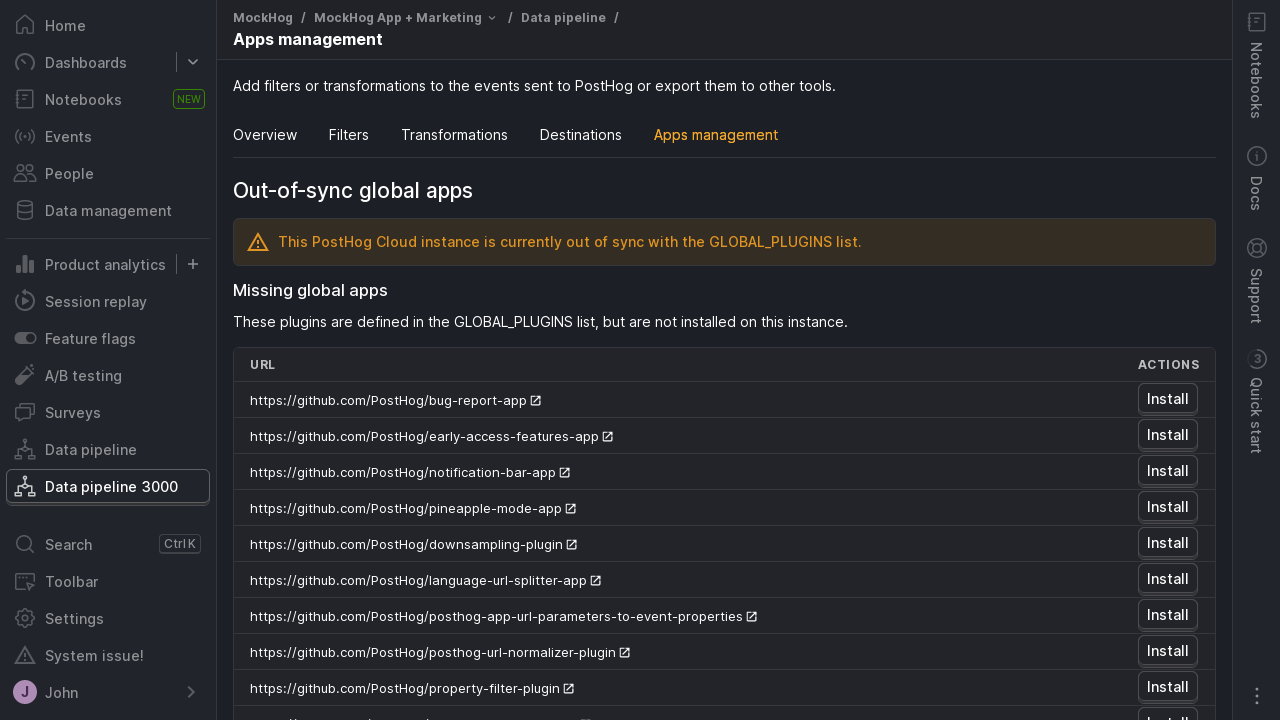 Home
Dashboards
Notebooks NEW
Events
People
Data management
Product analytics
Session replay
Feature flags
A/B testing
Surveys
Data pipeline
Data pipeline 3000
Search Ctrl K
Toolbar
Settings
System issue!
J John
MockHog / MockHog App + Marketing / Data pipeline /
Apps management
Add filters or transformations to the events sent to PostHog or export them to other tools.
Overview Filters Transformations Destinations Apps management
Out-of-sync global apps
This PostHog Cloud instance is currently out of sync with the GLOBAL_PLUGINS list.
Missing global apps
These plugins are defined in the GLOBAL_PLUGINS list, but are not installed on this instance.
URL ACTIONS
https://github.com/PostHog/bug-report-app Install
https://github.com/PostHog/early-access-features-app Install
https://github.com/PostHog/notification-bar-app Install
https://github.com/PostHog/pineapple-mode-app Install
https://github.com/PostHog/downsampling-plugin Install
https://github.com/PostHog/language-url-splitter-app Install
https://github.com/PostHog/posthog-app-url-parameters-to-event-properties Install
https://github.com/PostHog/posthog-url-normalizer-plugin Install
https://github.com/PostHog/property-filter-plugin Install
Install
Notebooks
Docs
Support
3 Quick start